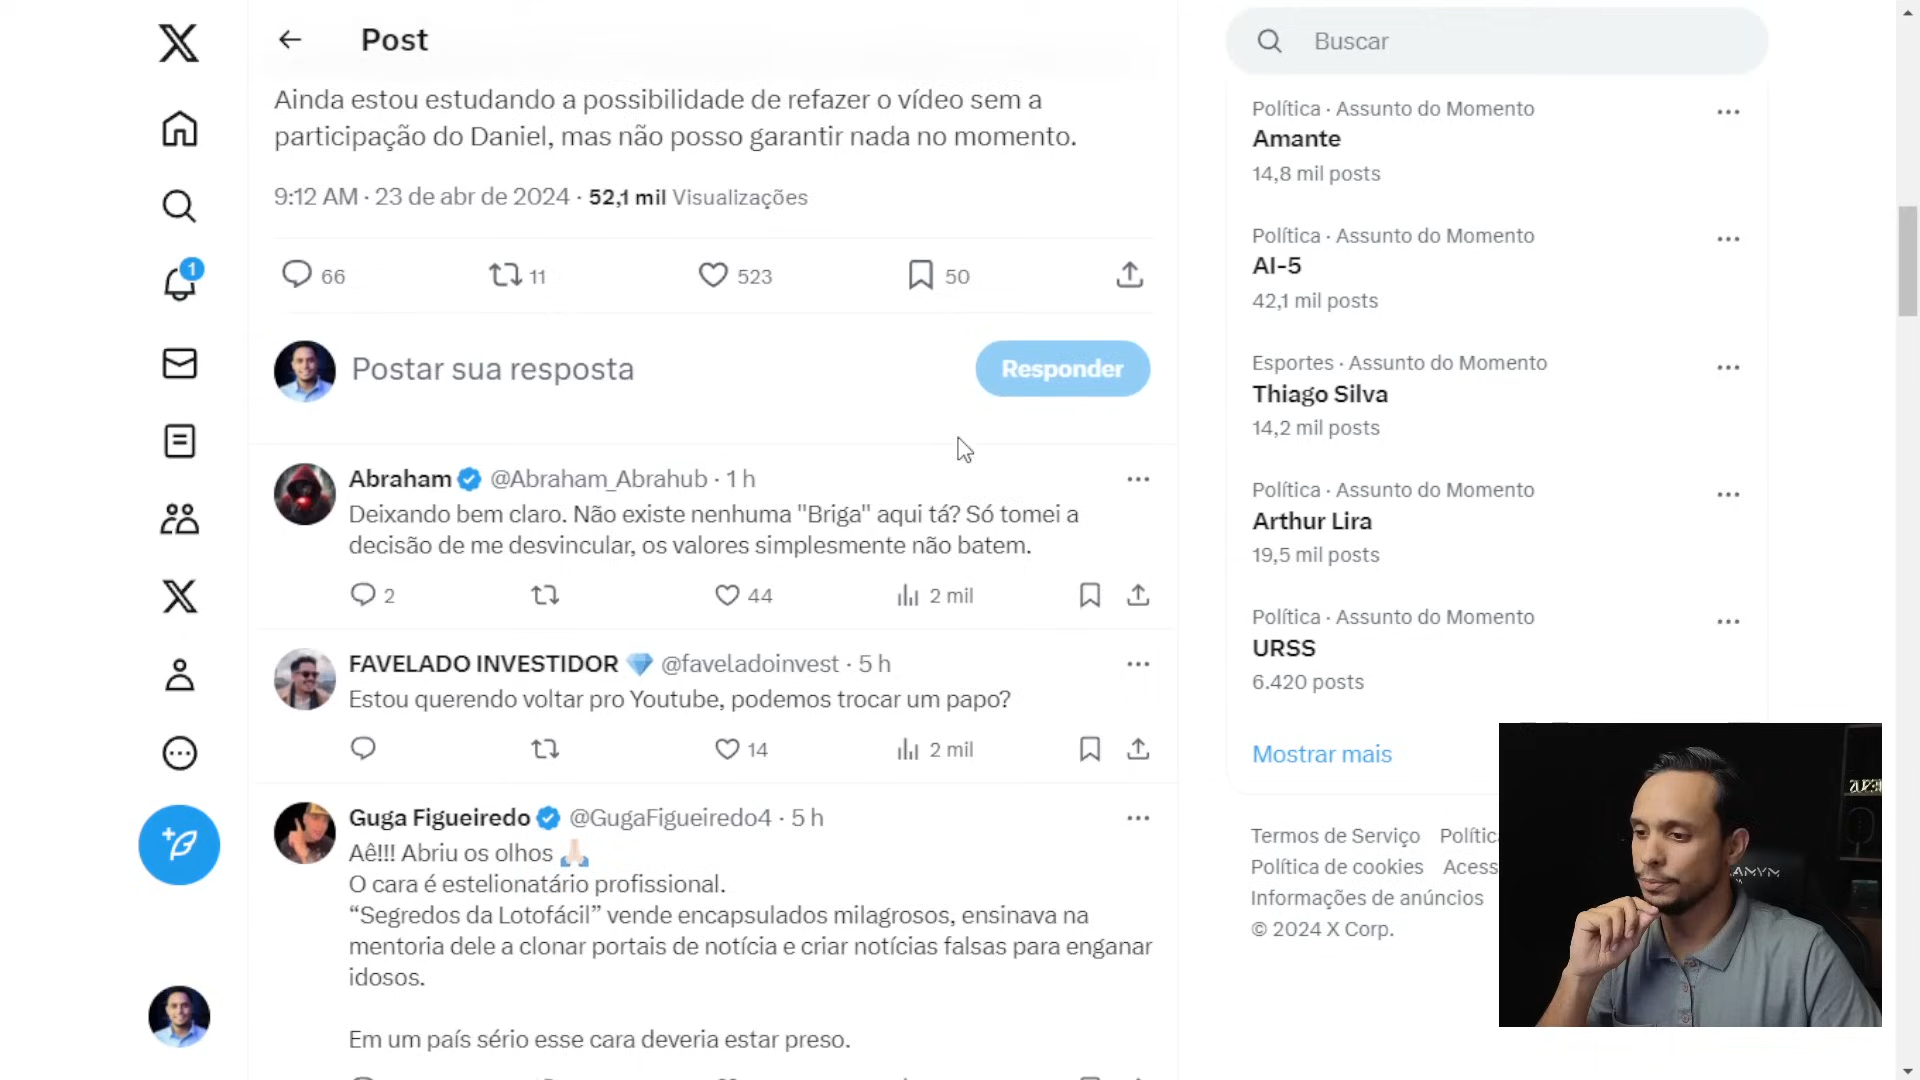 Post
Ainda estou estudando a possibilidade de refazer o vídeo sem a
participação do Daniel, mas não posso garantir nada no momento.
9:12 AM · 23 de abr de 2024 · 52,1 mil Visualizações
66
11
523
50
Postar sua resposta
Responder
Abraham @Abraham_Abrahub · 1 h
Deixando bem claro. Não existe nenhuma "Briga" aqui tá? Só tomei a
decisão de me desvincular, os valores simplesmente não batem.
2
44
2 mil
FAVELADO INVESTIDOR 💎 @faveladoinvest · 5 h
Estou querendo voltar pro Youtube, podemos trocar um papo?
14
2 mil
Guga Figueiredo @GugaFigueiredo4 · 5 h
Aê!!! Abriu os olhos 🙏🏻
O cara é estelionatário profissional.
“Segredos da Lotofácil” vende encapsulados milagrosos, ensinava na
mentoria dele a clonar portais de notícia e criar notícias falsas para enganar
idosos.
Em um país sério esse cara deveria estar preso.
1
Buscar
Política · Assunto do Momento
Amante
14,8 mil posts
Política · Assunto do Momento
AI-5
42,1 mil posts
Esportes · Assunto do Momento
Thiago Silva
14,2 mil posts
Política · Assunto do Momento
Arthur Lira
19,5 mil posts
Política · Assunto do Momento
URSS
6.420 posts
Mostrar mais
Termos de Serviço Polític
Política de cookies Acess
Informações de anúncios
© 2024 X Corp.